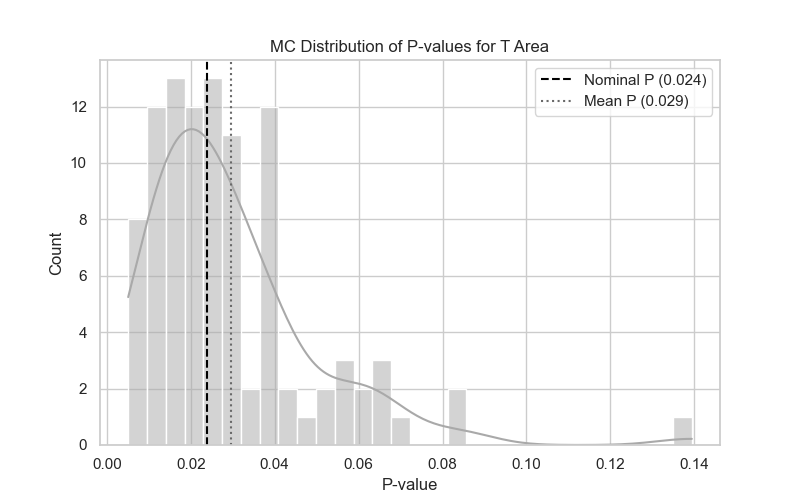 MC Distribution of P-values for T Area
Nominal P (0.024)
Mean P (0.029)
Count
12
10
8
6
4
2
0
0.00 0.02 0.04 0.06 0.08 0.10 0.12 0.14
P-value